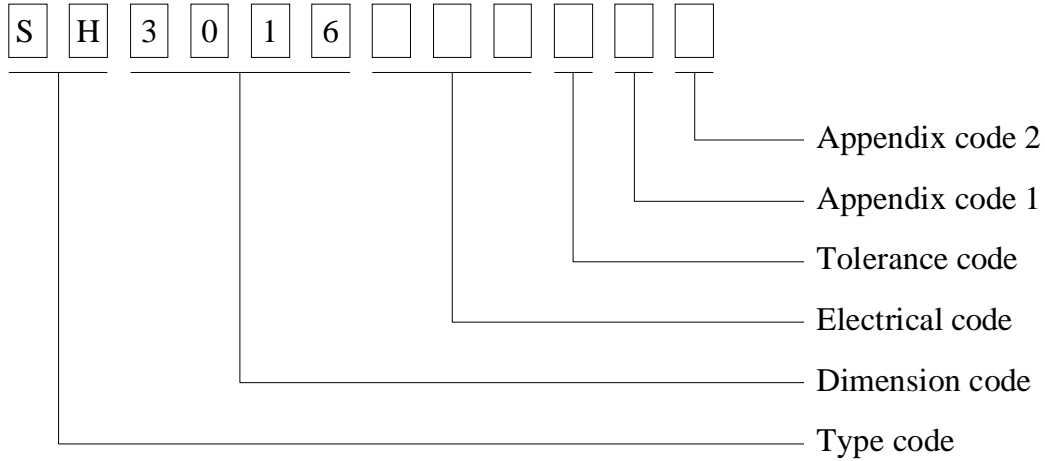 S H 3 0 1 6
Appendix code 2
Appendix code 1
Tolerance code
Electrical code
Dimension code
Type code